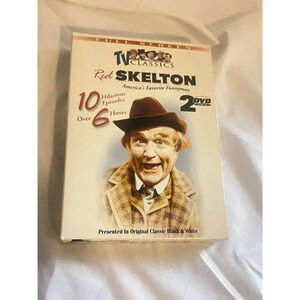 FULL SCREEN
TV CLASSICS
Red SKELTON
America's Favorite Funnyman
10 Hilarious Episodes
Over 6 Hours
2 DVD
Presented In Original Classic Black & White